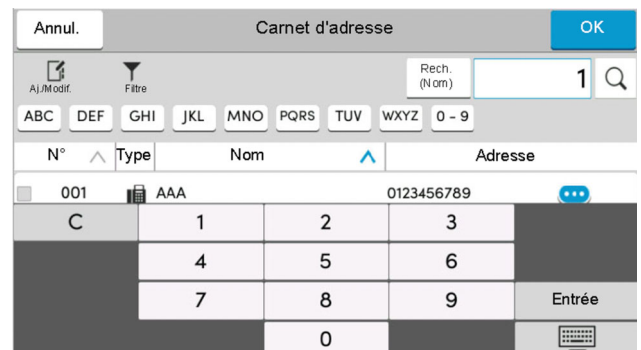 Annul. Carnet d'adresse OK
Aj./Modif. Filtre Rech. (Nom) 1
ABC DEF GHI JKL MNO PQRS TUV WXYZ 0 - 9
N° Type Nom Adresse
001 AAA 0123456789
C 1 2 3
4 5 6
7 8 9 Entrée
0